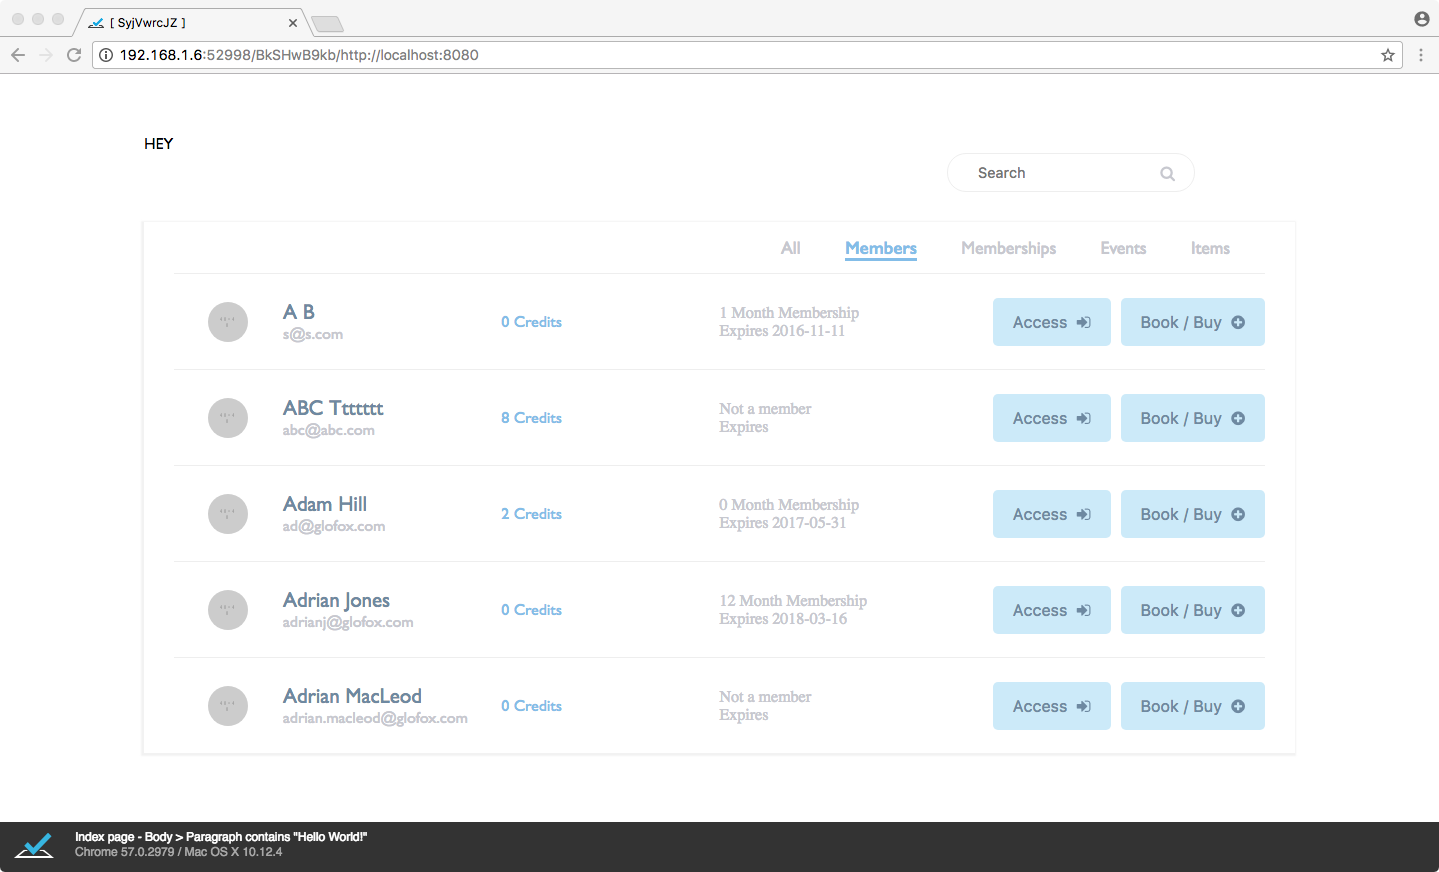 [ SyjVwrcJZ ]
192.168.1.6:52998/BkSHwB9kb/http://localhost:8080
HEY
Search
All Members Memberships Events Items
A B
s@s.com
0 Credits
1 Month Membership
Expires 2016-11-11
Access
Book / Buy
ABC Ttttttt
abc@abc.com
8 Credits
Not a member
Expires
Access
Book / Buy
Adam Hill
ad@glofox.com
2 Credits
0 Month Membership
Expires 2017-05-31
Access
Book / Buy
Adrian Jones
adrianj@glofox.com
0 Credits
12 Month Membership
Expires 2018-03-16
Access
Book / Buy
Adrian MacLeod
adrian.macleod@glofox.com
0 Credits
Not a member
Expires
Access
Book / Buy
Index page - Body > Paragraph contains "Hello World!"
Chrome 57.0.2979 / Mac OS X 10.12.4